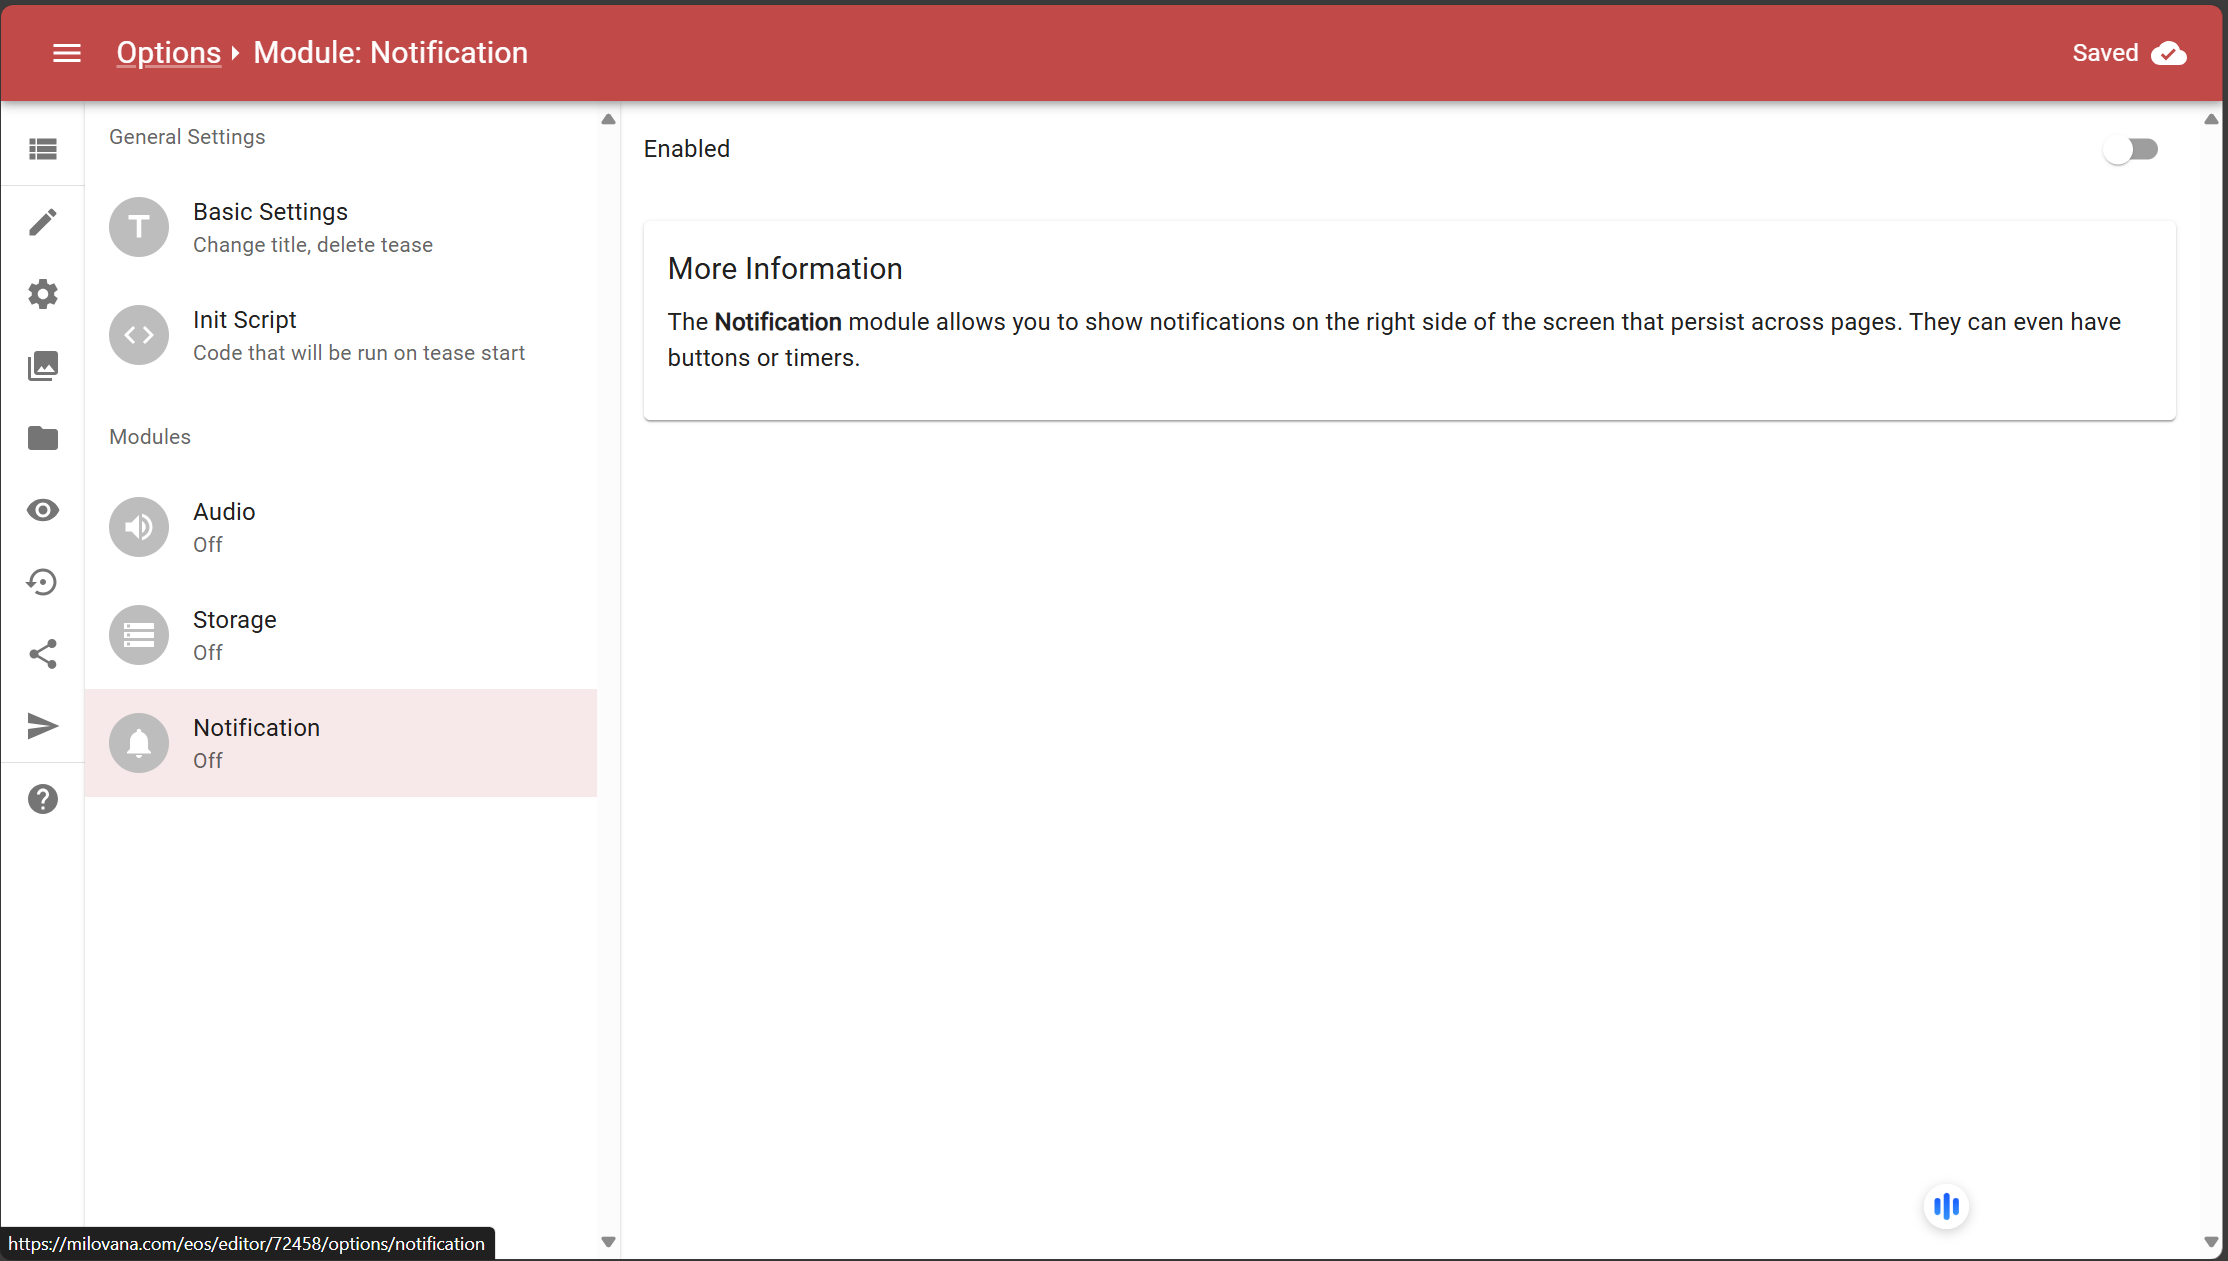 Options
Module: Notification
Saved
General Settings
Basic Settings
Change title, delete tease
Init Script
Code that will be run on tease start
Modules
Audio
Off
Storage
Off
Notification
Off
Enabled
More Information
The Notification module allows you to show notifications on the right side of the screen that persist across pages. They can even have
buttons or timers.
https://milovana.com/eos/editor/72458/options/notification